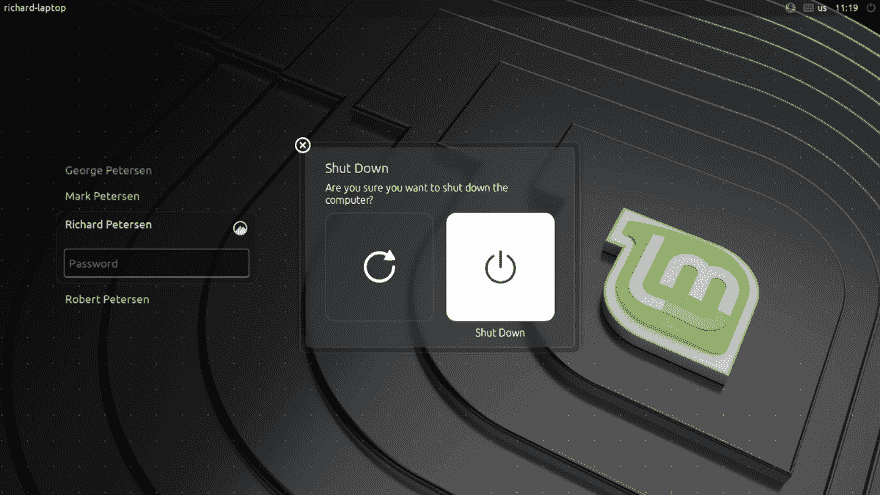 richard-laptop
us 11:19
George Petersen
Mark Petersen
Richard Petersen
Password
Robert Petersen
Shut Down
Are you sure you want to shut down the
computer?
Shut Down
lm